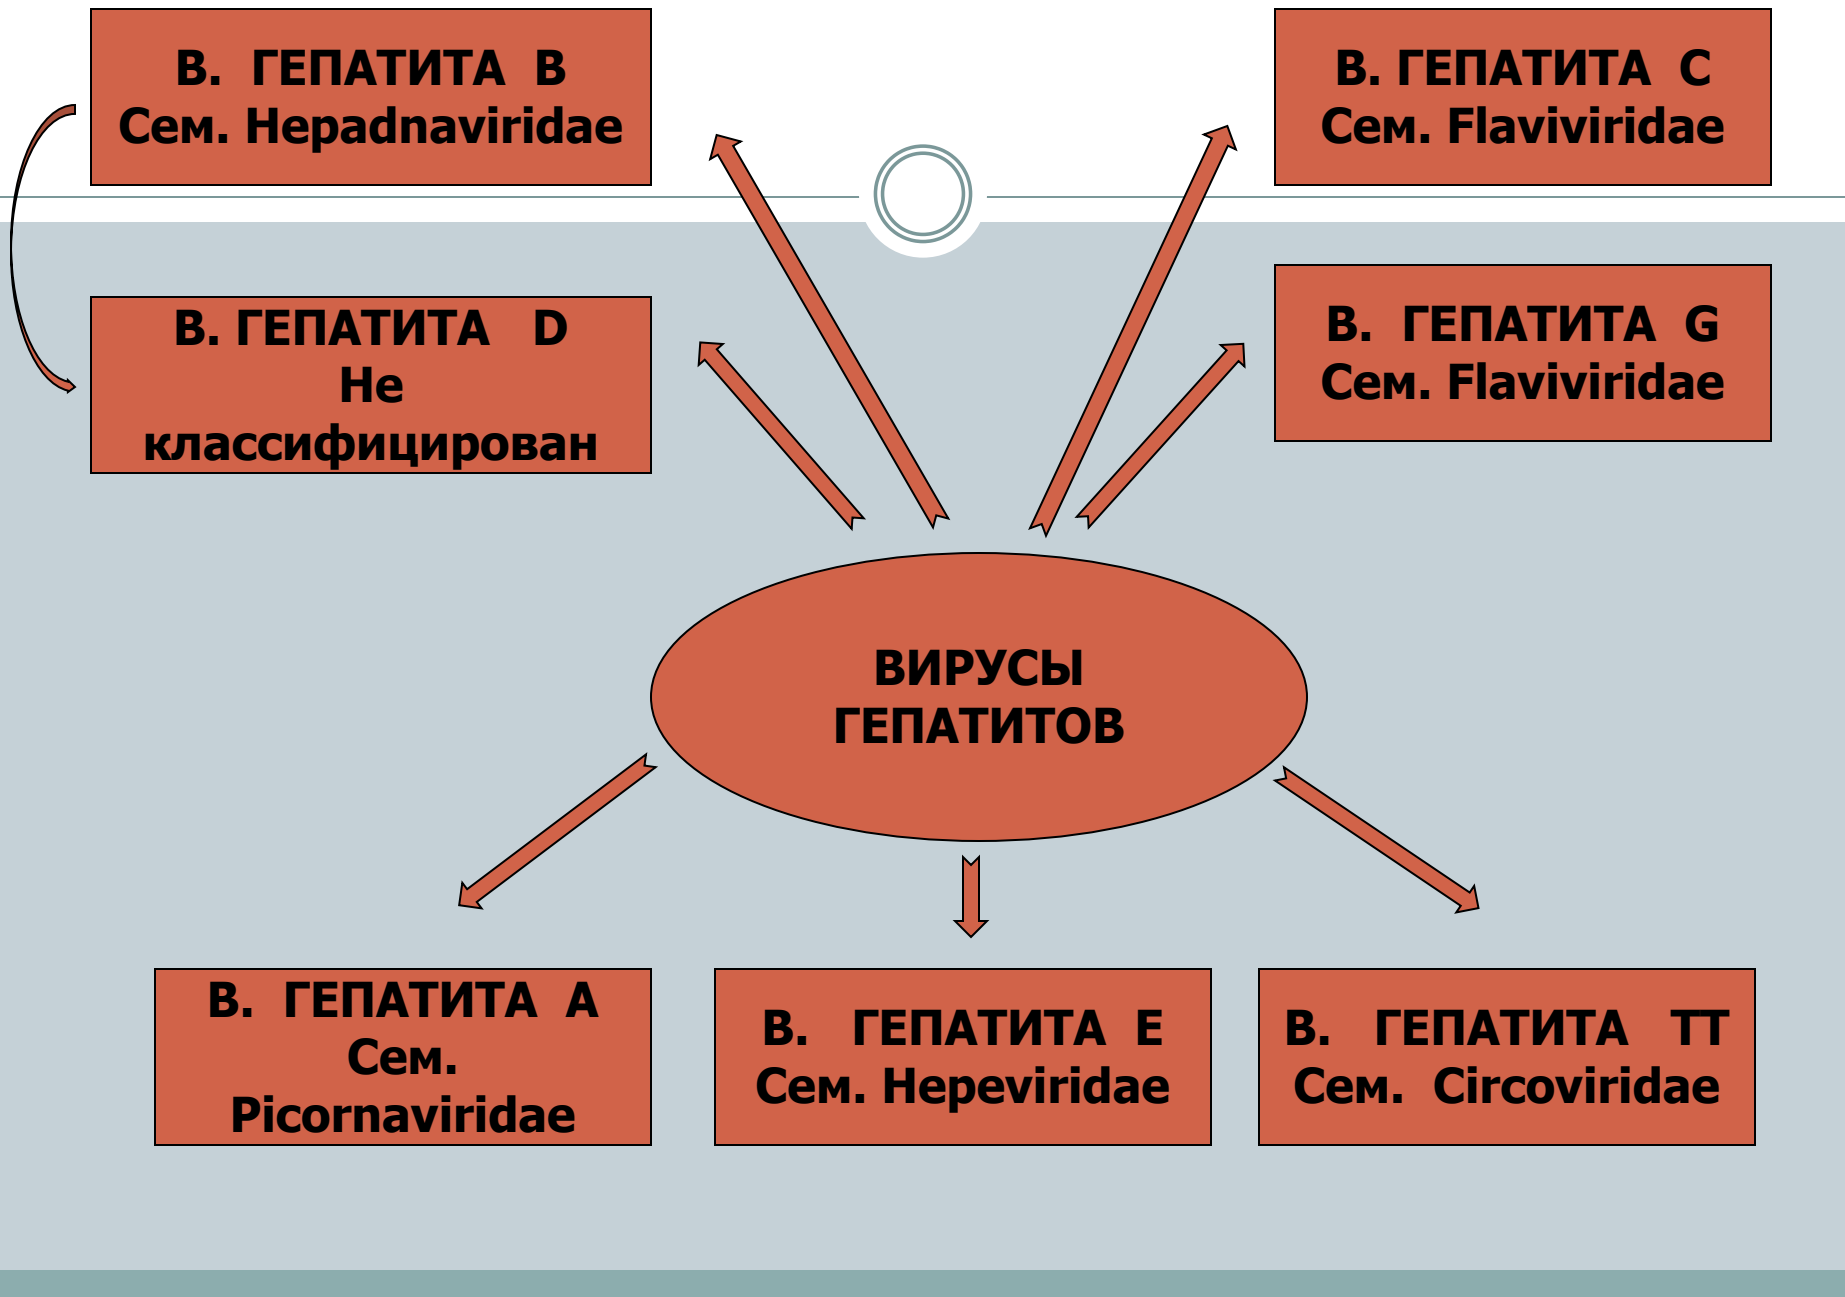 В. ГЕПАТИТА В
Сем. Hepadnaviridae
В. ГЕПАТИТА С
Сем. Flaviviridae
В. ГЕПАТИТА D
Не
классифицирован
В. ГЕПАТИТА G
Сем. Flaviviridae
ВИРУСЫ
ГЕПАТИТОВ
В. ГЕПАТИТА А
Сем.
Picornaviridae
В. ГЕПАТИТА Е
Сем. Hepeviridae
В. ГЕПАТИТА ТТ
Сем. Circoviridae